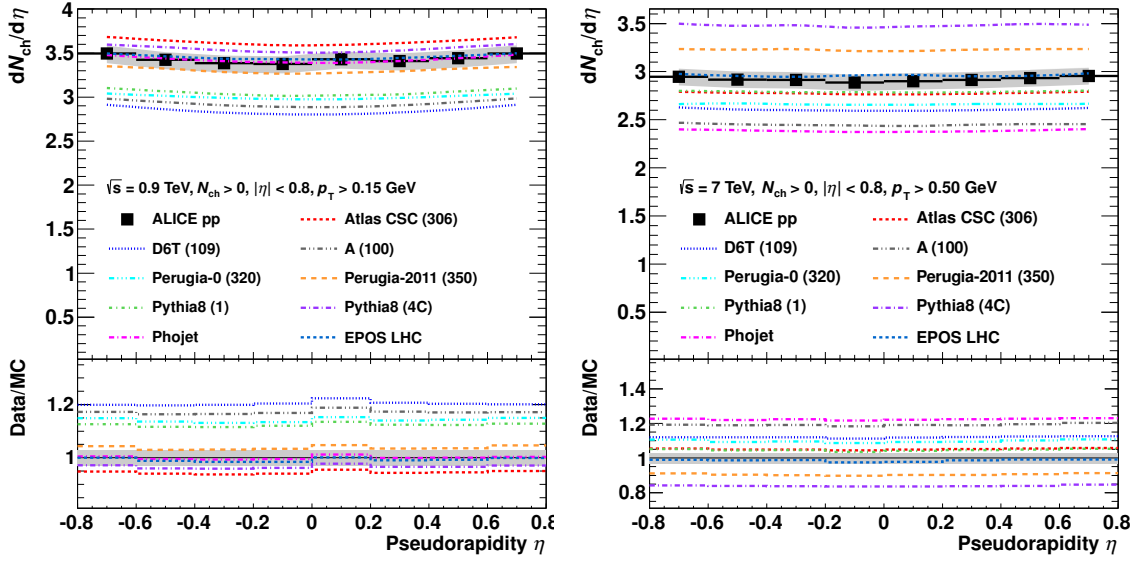 dN_ch/dη
4
3.5
3
2.5
2
1.5
1
0.5
√s = 0.9 TeV, N_ch > 0, |η| < 0.8, p_T > 0.15 GeV
ALICE pp
Atlas CSC (306)
D6T (109)
A (100)
Perugia-0 (320)
Perugia-2011 (350)
Pythia8 (1)
Pythia8 (4C)
Phojet
EPOS LHC
Data/MC
1.2
1
-0.8 -0.6 -0.4 -0.2 0 0.2 0.4 0.6 0.8
Pseudorapidity η
dN_ch/dη
3.5
3
2.5
2
1.5
1
0.5
√s = 7 TeV, N_ch > 0, |η| < 0.8, p_T > 0.50 GeV
ALICE pp
Atlas CSC (306)
D6T (109)
A (100)
Perugia-0 (320)
Perugia-2011 (350)
Pythia8 (1)
Pythia8 (4C)
Phojet
EPOS LHC
Data/MC
1.4
1.2
1
0.8
-0.8 -0.6 -0.4 -0.2 0 0.2 0.4 0.6 0.8
Pseudorapidity η